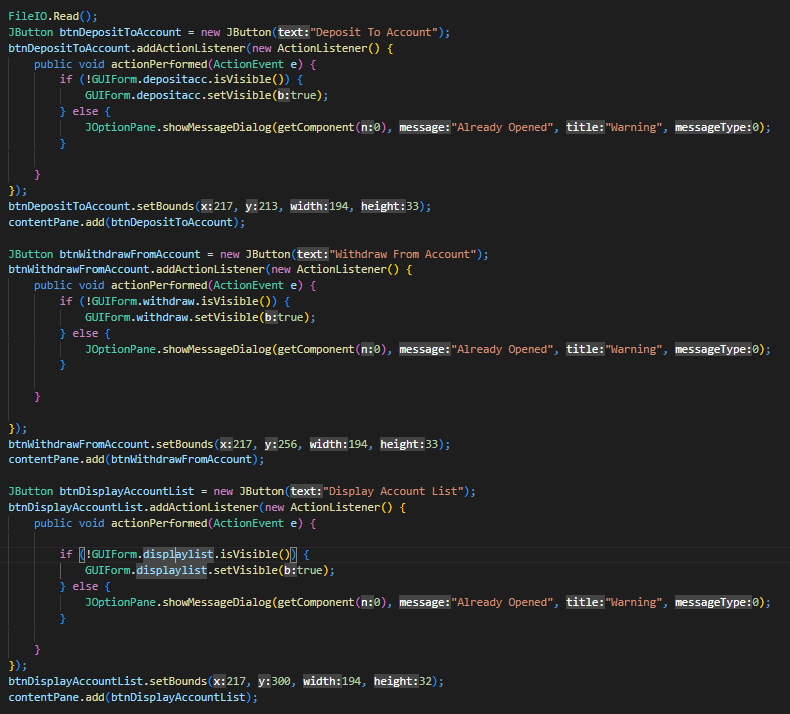 FileIO.Read();
JButton btnDepositToAccount = new JButton(text:"Deposit To Account");
btnDepositToAccount.addActionListener(new ActionListener() {
public void actionPerformed(ActionEvent e) {
if (!GUIForm.depositacc.isVisible()) {
GUIForm.depositacc.setVisible(b:true);
} else {
JOptionPane.showMessageDialog(getComponent(n:0), message:"Already Opened", title:"Warning", messageType:0);
}
}
});
btnDepositToAccount.setBounds(x:217, y:213, width:194, height:33);
contentPane.add(btnDepositToAccount);
JButton btnWithdrawFromAccount = new JButton(text:"Withdraw From Account");
btnWithdrawFromAccount.addActionListener(new ActionListener() {
public void actionPerformed(ActionEvent e) {
if (!GUIForm.withdraw.isVisible()) {
GUIForm.withdraw.setVisible(b:true);
} else {
JOptionPane.showMessageDialog(getComponent(n:0), message:"Already Opened", title:"Warning", messageType:0);
}
}
});
btnWithdrawFromAccount.setBounds(x:217, y:256, width:194, height:33);
contentPane.add(btnWithdrawFromAccount);
JButton btnDisplayAccountList = new JButton(text:"Display Account List");
btnDisplayAccountList.addActionListener(new ActionListener() {
public void actionPerformed(ActionEvent e) {
if (!GUIForm.displaylist.isVisible()) {
GUIForm.displaylist.setVisible(b:true);
} else {
JOptionPane.showMessageDialog(getComponent(n:0), message:"Already Opened", title:"Warning", messageType:0);
}
}
});
btnDisplayAccountList.setBounds(x:217, y:300, width:194, height:32);
contentPane.add(btnDisplayAccountList);